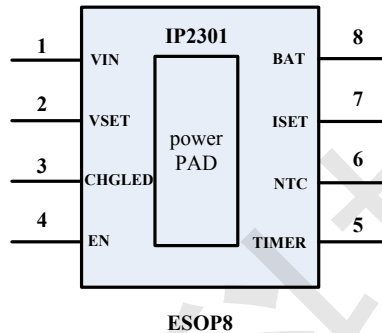 IP2301
1
VIN
BAT
8
2
VSET
ISET
7
power
PAD
3
CHGLED
NTC
6
4
EN
TIMER
5
ESOP8